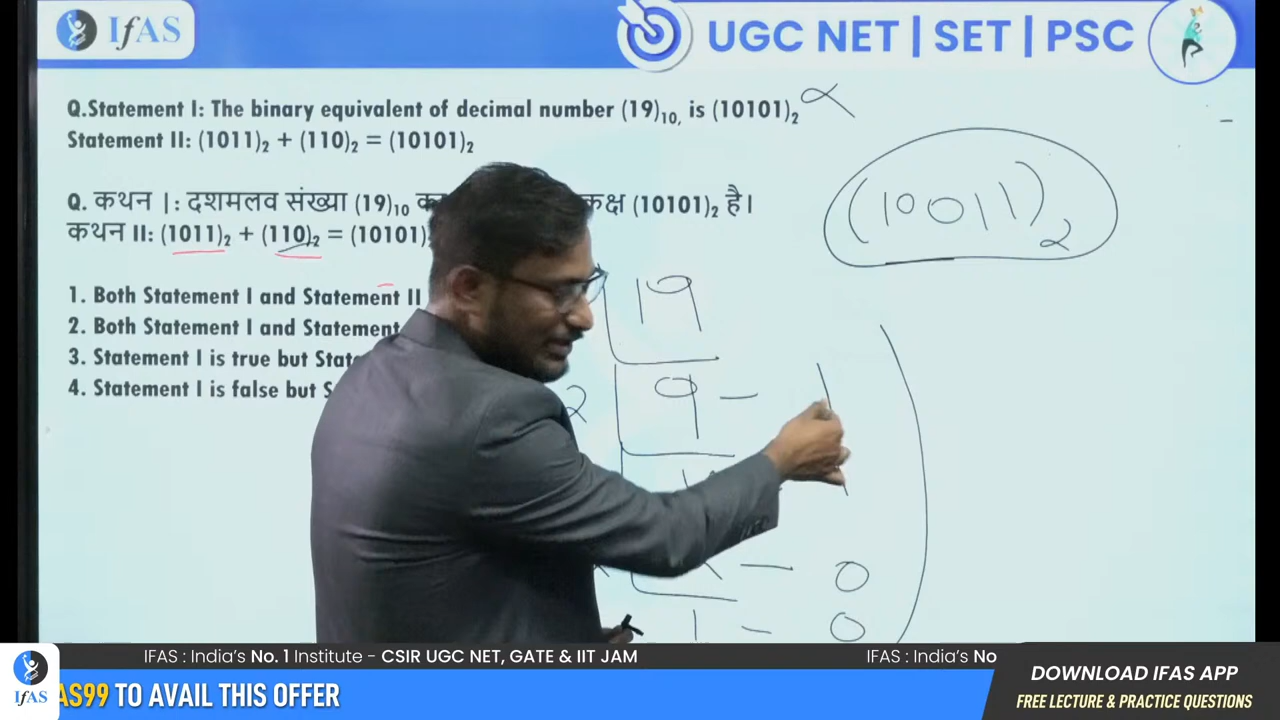 IfAS
UGC NET | SET | PSC
Q.Statement I: The binary equivalent of decimal number (19)10, is (10101)2
Statement II: (1011)2 + (110)2 = (10101)2
(10011)2
Q. कथन I: दशमलव संख्या (19)10 (10101)2 है।
कथन II: (1011)2 + (110)2 = (10101)
1. Both Statement I and Statement II
2. Both Statement I and Statement
3. Statement I is true but
4. Statement I is false but
19
2 9 - 1
- 0
1 - 0
IFAS : India's No. 1 Institute - CSIR UGC NET, GATE & IIT JAM
IFAS : India's No
DOWNLOAD IFAS APP
FREE LECTURE & PRACTICE QUESTIONS
IfAS
AS99 TO AVAIL THIS OFFER